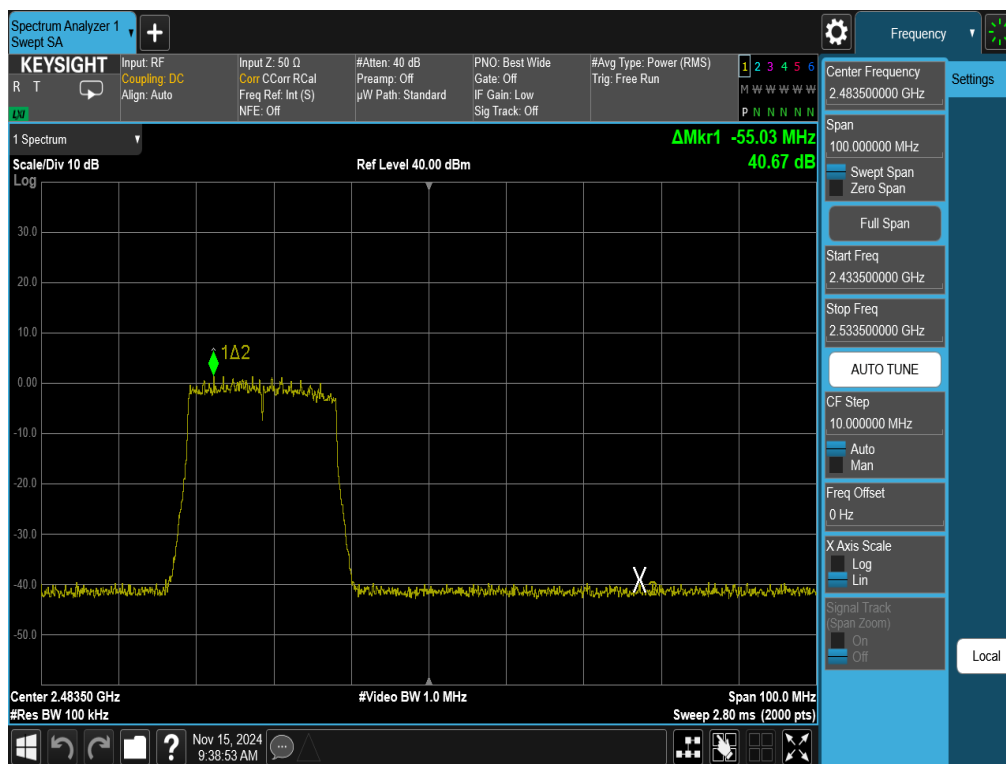 Spectrum Analyzer 1
Swept SA
+
Frequency
KEYSIGHT
R T
LXI
Input: RF
Coupling: DC
Align: Auto
Input Z: 50 Ω
Corr CCorr RCal
Freq Ref: Int (S)
NFE: Off
#Atten: 40 dB
Preamp: Off
µW Path: Standard
PNO: Best Wide
Gate: Off
IF Gain: Low
Sig Track: Off
#Avg Type: Power (RMS)
Trig: Free Run
1 2 3 4 5 6
M W W W W W
P N N N N N
Center Frequency
2.483500000 GHz
Settings
Span
100.000000 MHz
Swept Span
Zero Span
Full Span
Start Freq
2.433500000 GHz
Stop Freq
2.533500000 GHz
AUTO TUNE
CF Step
10.000000 MHz
Auto
Man
Freq Offset
0 Hz
X Axis Scale
Log
Lin
Signal Track
(Span Zoom)
On
Off
Local
1 Spectrum
ΔMkr1 -55.03 MHz
Scale/Div 10 dB
Ref Level 40.00 dBm
40.67 dB
Log
30.0
20.0
10.0
1Δ2
0.00
-10.0
-20.0
-30.0
-40.0
X
-50.0
Center 2.48350 GHz
#Video BW 1.0 MHz
Span 100.0 MHz
#Res BW 100 kHz
Sweep 2.80 ms (2000 pts)
?
Nov 15, 2024
9:38:53 AM